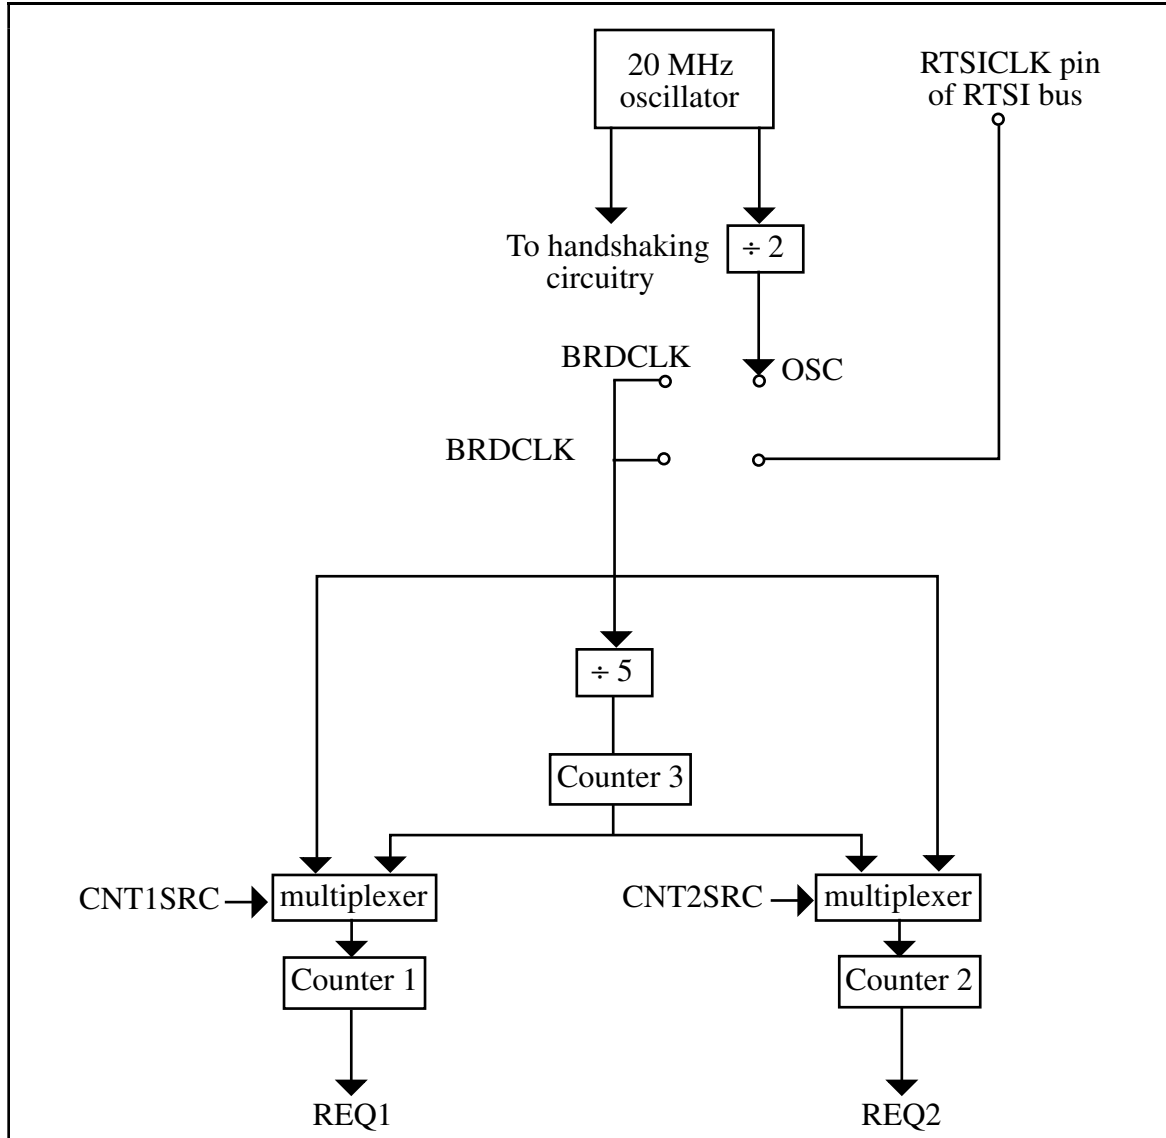 20 MHz
oscillator
RTSICLK pin
of RTSI bus
To handshaking
circuitry
÷ 2
BRDCLK
OSC
BRDCLK
÷ 5
Counter 3
CNT1SRC
multiplexer
CNT2SRC
multiplexer
Counter 1
Counter 2
REQ1
REQ2